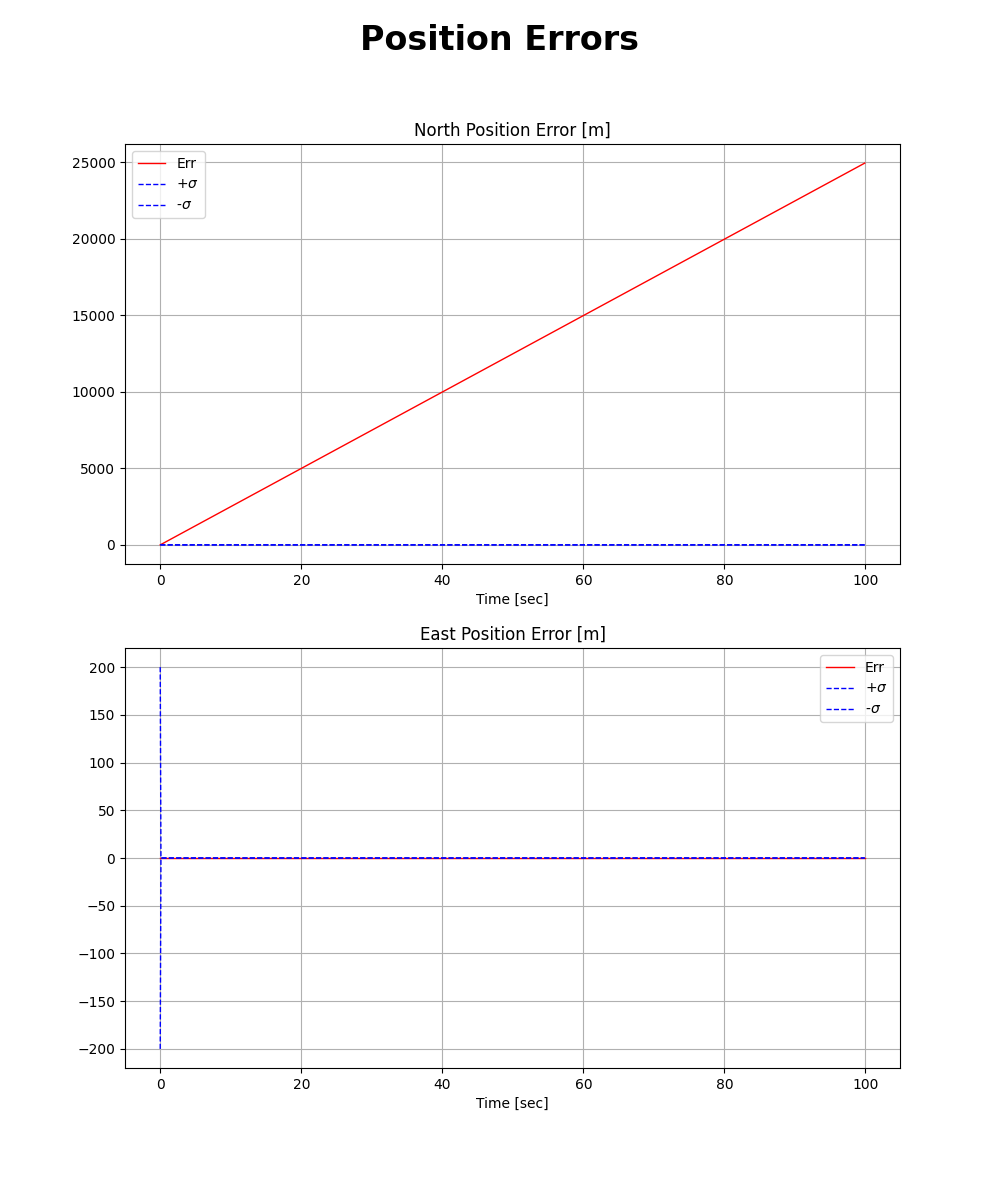 Position Errors
North Position Error [m]
Err
+σ
-σ
25000
20000
15000
10000
5000
0
0 20 40 60 80 100
Time [sec]
East Position Error [m]
Err
+σ
-σ
200
150
100
50
0
−50
−100
−150
−200
0 20 40 60 80 100
Time [sec]